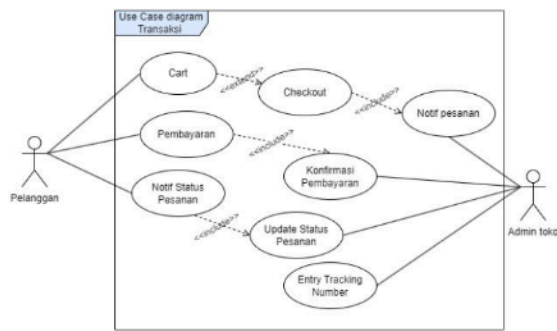 Use Case diagram
Transaksi
Cart
<<extend>>
Checkout
<<include>>
Notif pesanan
Pembayaran
<<include>>
Konfirmasi
Pembayaran
Pelanggan
Notif Status
Pesanan
<<include>>
Update Status
Pesanan
Admin toko
Entry Tracking
Number